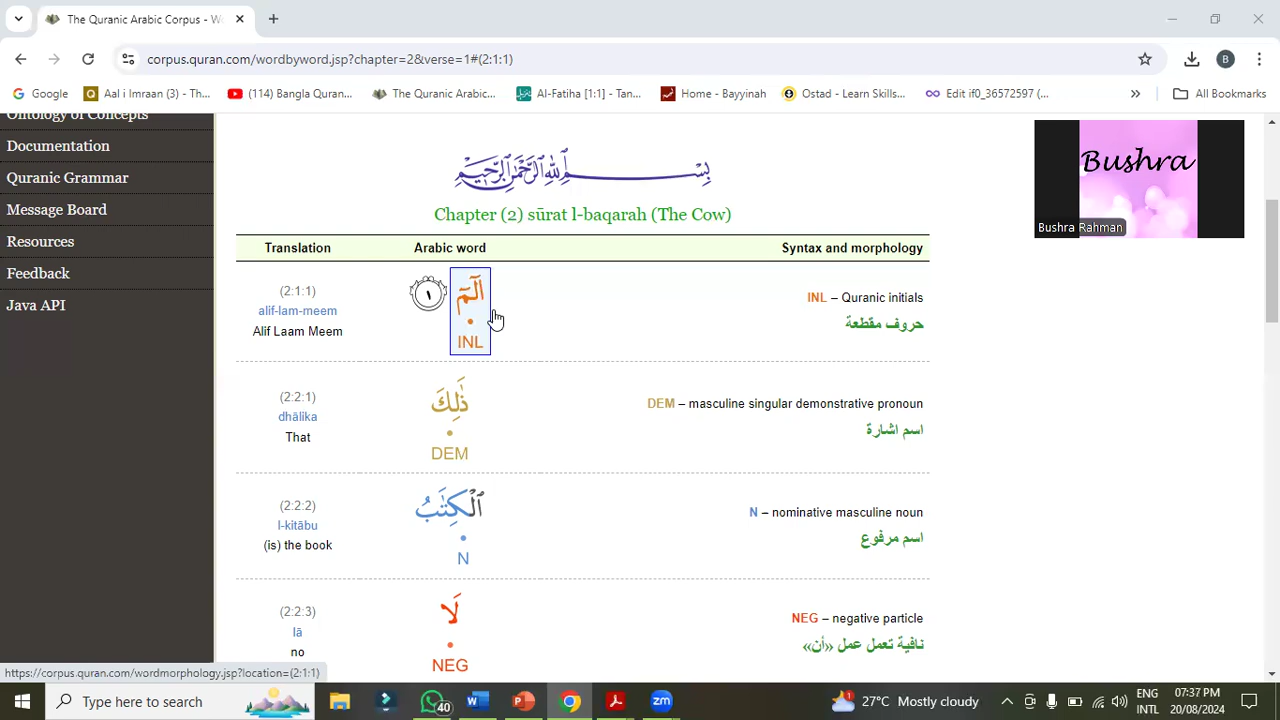 The Quranic Arabic Corpus - Wo
corpus.quran.com/wordbyword.jsp?chapter=2&verse=1#(2:1:1)
B
Google
Aal i Imraan (3) - Th...
(114) Bangla Quran...
The Quranic Arabic...
Al-Fatiha [1:1] - Tan...
Home - Bayyinah
Ostad - Learn Skills...
Edit if0_36572597 (...
All Bookmarks
Ontology of Concepts
Documentation
Quranic Grammar
Message Board
Resources
Feedback
Java API
بِسْمِ ٱللَّهِ ٱلرَّحْمَٰنِ ٱلرَّحِيمِ
Chapter (2) sūrat l-baqarah (The Cow)
Translation Arabic word Syntax and morphology
(2:1:1)
alif-lam-meem
Alif Laam Meem
الٓمٓ ١
INL
INL – Quranic initials
حروف مقطعة
(2:2:1)
dhālika
That
ذَٰلِكَ
DEM
DEM – masculine singular demonstrative pronoun
اسم اشارة
(2:2:2)
l-kitābu
(is) the book
ٱلْكِتَٰبُ
N
N – nominative masculine noun
اسم مرفوع
(2:2:3)
lā
no
لَا
NEG
NEG – negative particle
نافية تعمل عمل «أن»
Bushra
Bushra Rahman
https://corpus.quran.com/wordmorphology.jsp?location=(2:1:1)
Type here to search
40
27°C Mostly cloudy
ENG
INTL
07:37 PM
20/08/2024